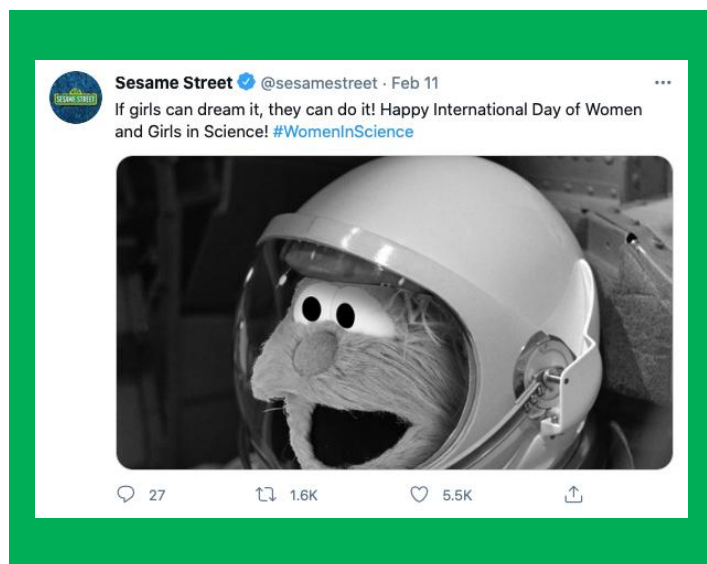 Sesame Street @sesamestreet · Feb 11
If girls can dream it, they can do it! Happy International Day of Women
and Girls in Science! #WomenInScience
SESAME STREET
27 1.6K 5.5K